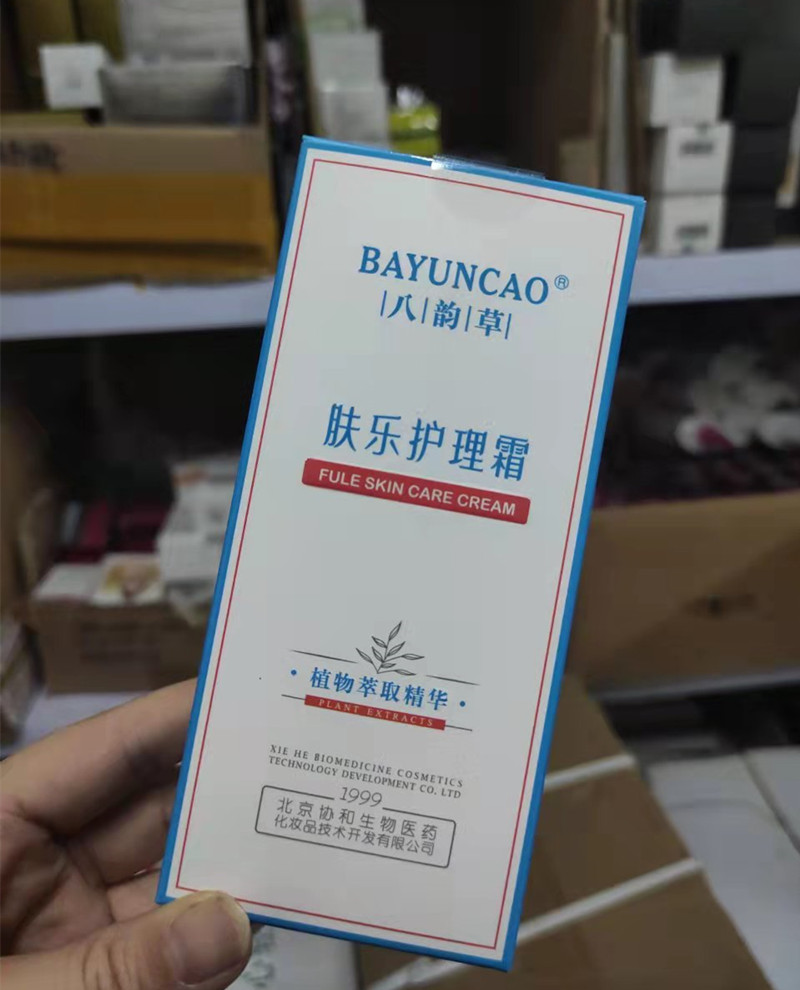 BAYUNCAO®
|八|韵|草|
肤乐护理霜
FULE SKIN CARE CREAM
·植物萃取精华·
PLANT EXTRACTS
XIE HE BIOMEDICINE COSMETICS
TECHNOLOGY DEVELOPMENT CO. LTD
1999
北京协和生物医药
化妆品技术开发有限公司